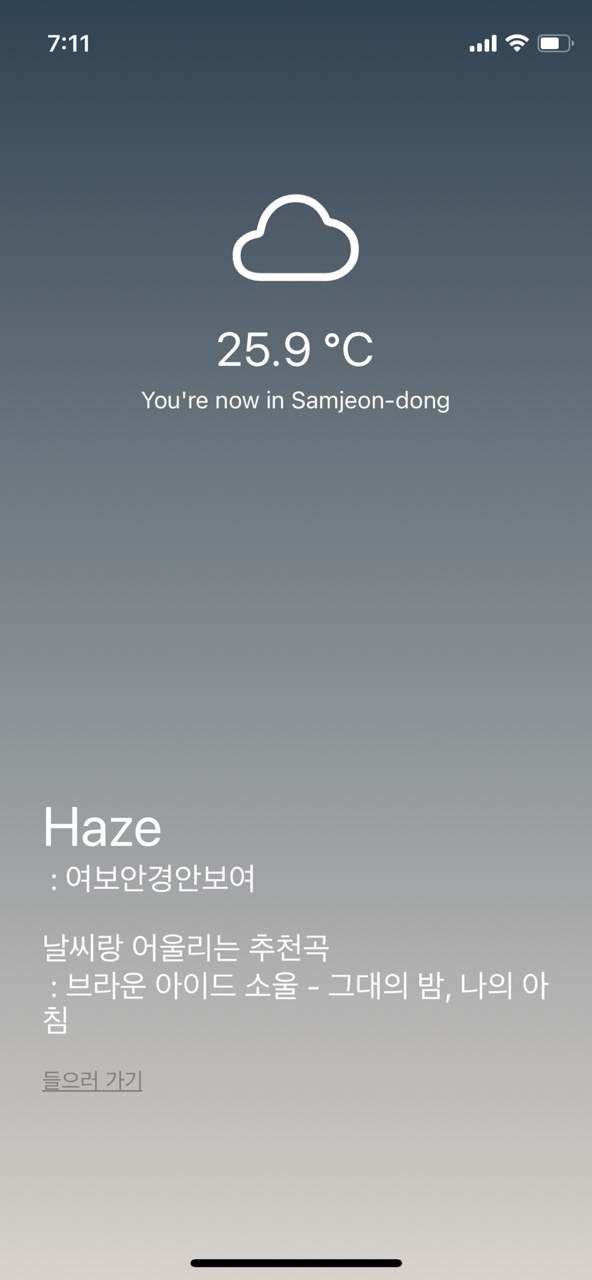 7:11
25.9 °C
You're now in Samjeon-dong
Haze
: 여보안경안보여
날씨랑 어울리는 추천곡
: 브라운 아이드 소울 - 그대의 밤, 나의 아
침
들으러 가기